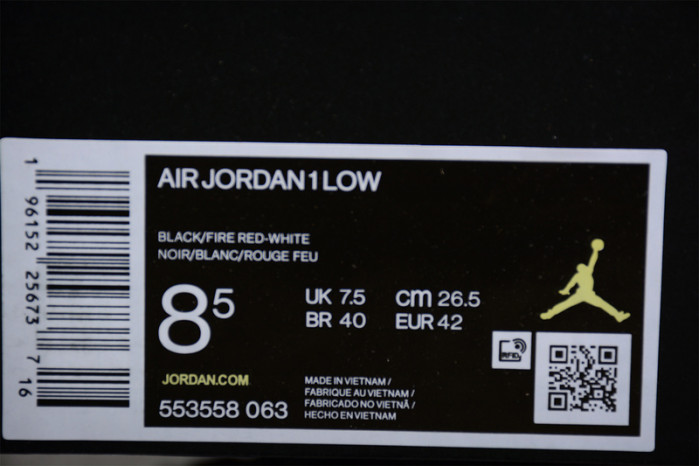 AIR JORDAN 1 LOW
BLACK/FIRE RED-WHITE
NOIR/BLANC/ROUGE FEU
8⁵
UK 7.5 cm 26.5
BR 40 EUR 42
RFID
JORDAN.COM
553558 063
MADE IN VIETNAM /
FABRIQUE AU VIETNAM /
FABRICADO NO VIETNÃ /
HECHO EN VIETNAM
1 96152 25673 7 16